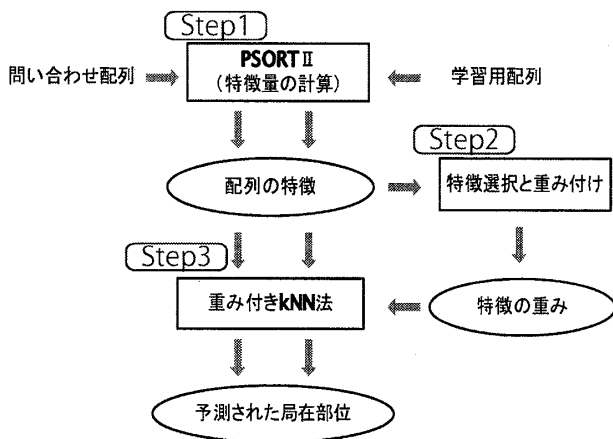 Step1
PSORTⅡ
(特徴量の計算)
問い合わせ配列
学習用配列
Step2
配列の特徴
特徴選択と重み付け
Step3
重み付きkNN法
特徴の重み
予測された局在部位